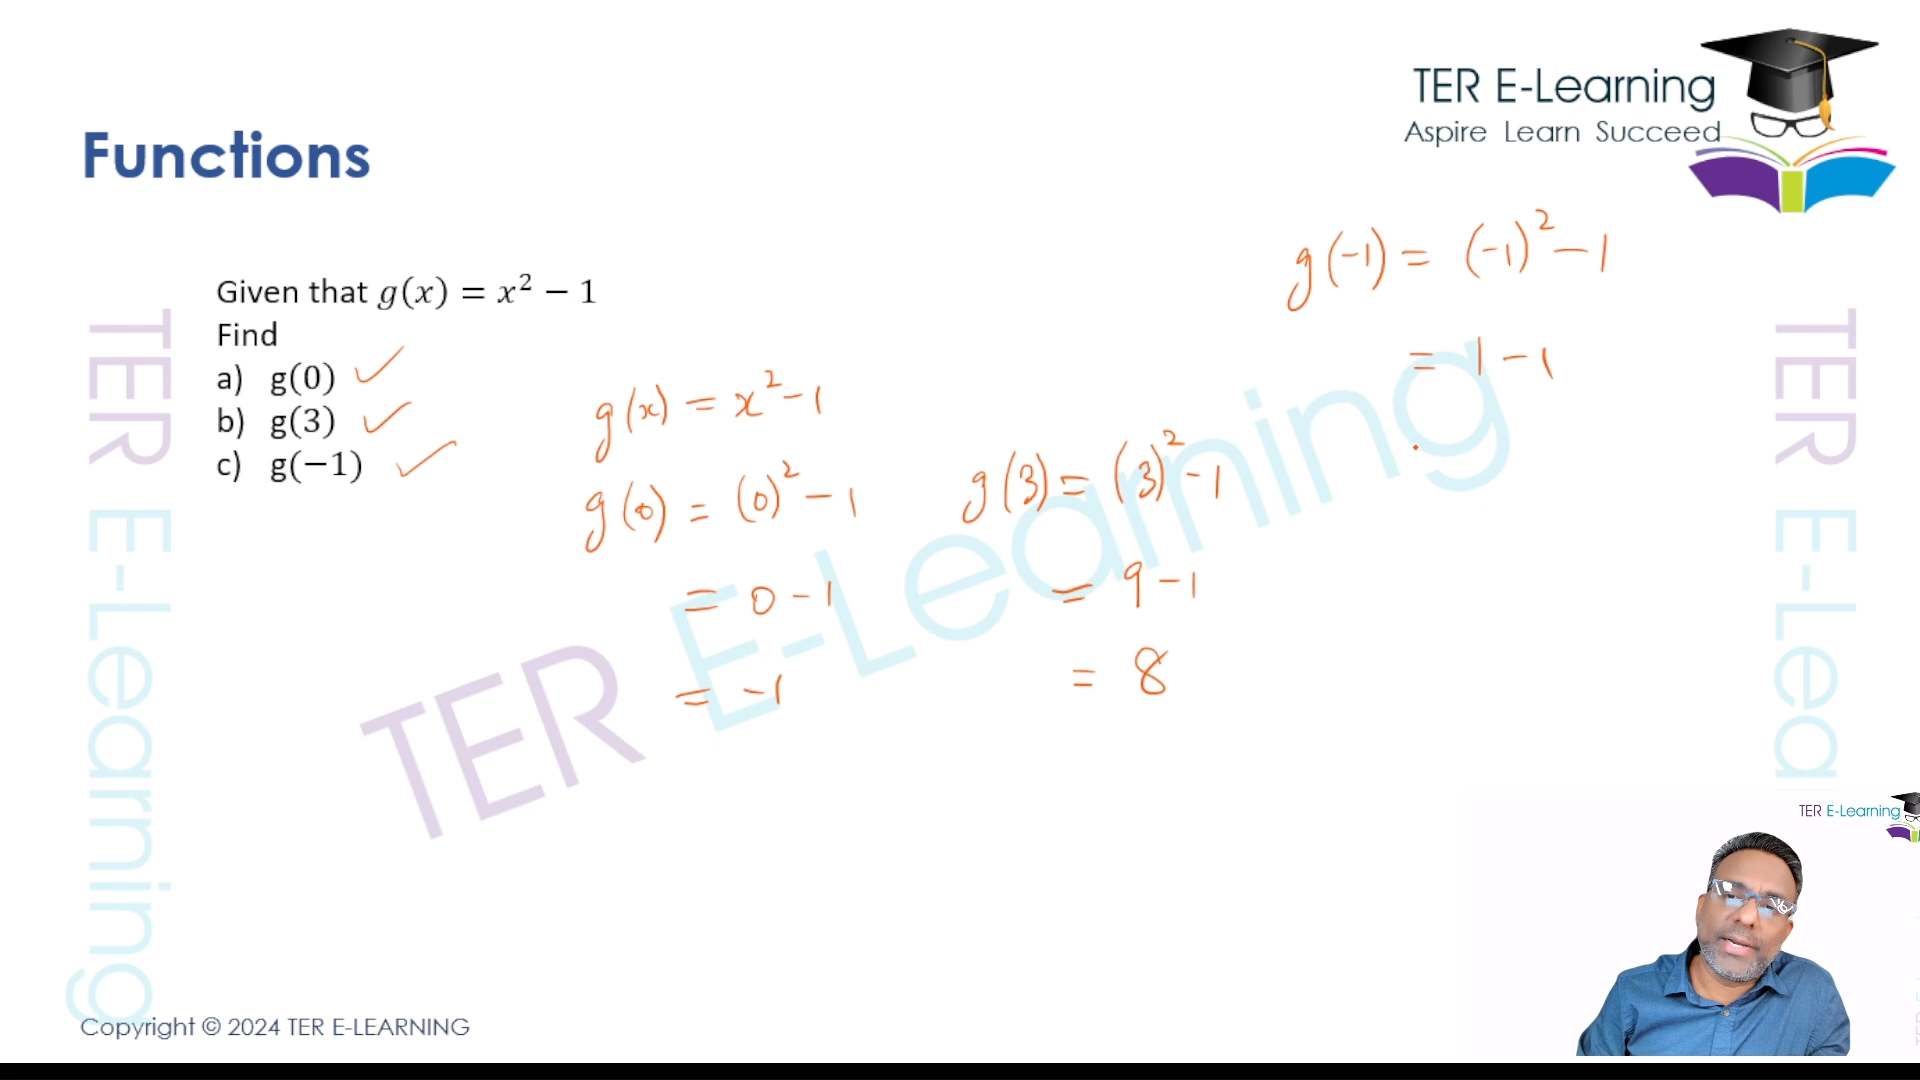 TER E-Learning
Aspire Learn Succeed
Functions
Given that g(x) = x² − 1
Find
a) g(0) ✓
b) g(3) ✓
c) g(−1) ✓
g(x) = x² - 1
g(0) = (0)² - 1
= 0 - 1
= -1
g(3) = (3)² - 1
= 9 - 1
= 8
g(-1) = (-1)² - 1
= 1 - 1
TER E-Learning
TER E-Learning
TER E-Lea
TER E-Learning
Copyright © 2024 TER E-LEARNING